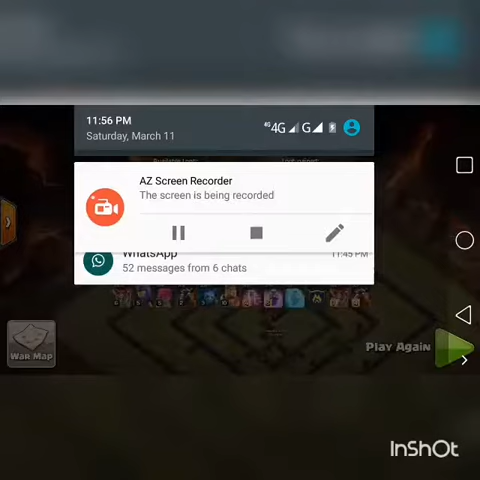 11:56 PM
4G 4G G
Saturday, March 11
AZ Screen Recorder
The screen is being recorded
WhatsApp
11:45 PM
52 messages from 6 chats
War Map
Play Again
InShOt